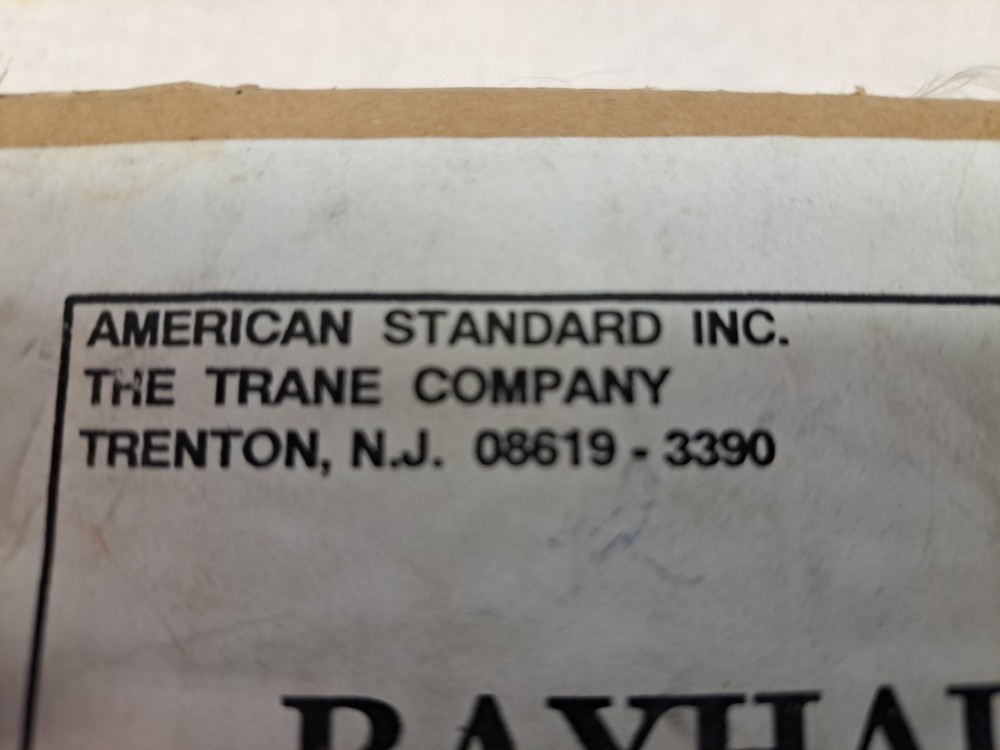 AMERICAN STANDARD INC.
THE TRANE COMPANY
TRENTON, N.J. 08619 - 3390